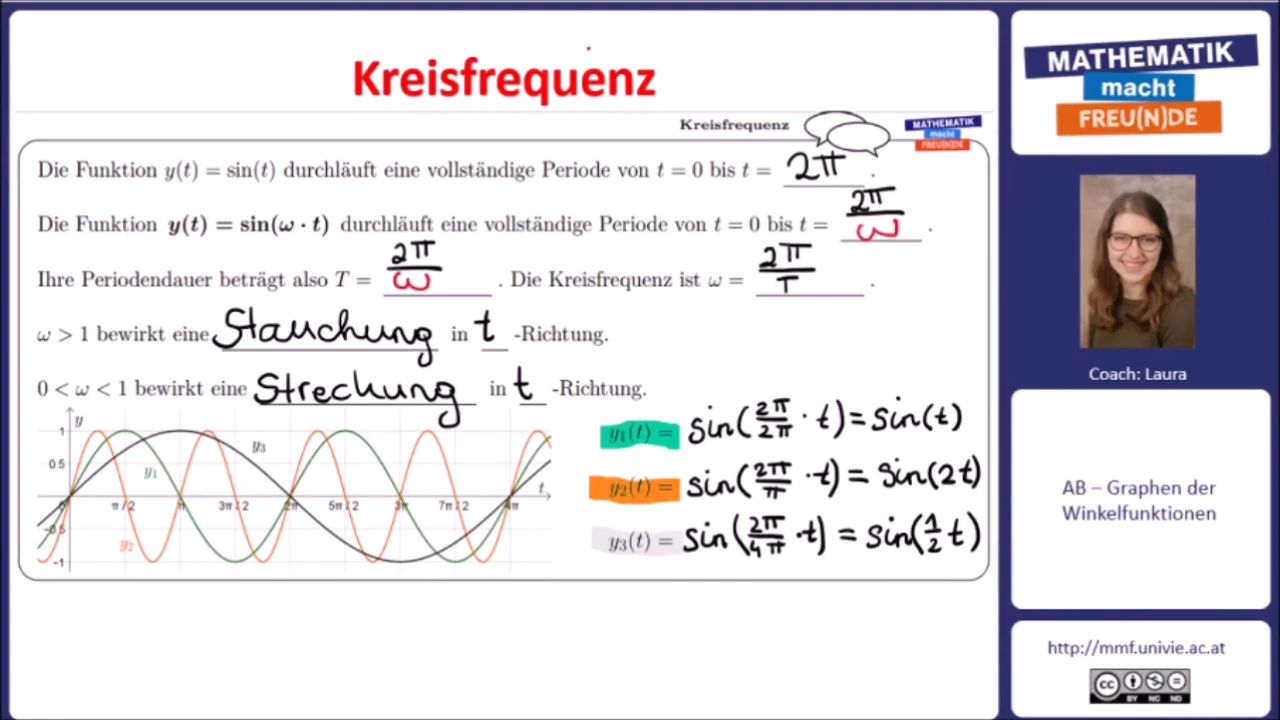 Kreisfrequenz
Kreisfrequenz
MATHEMATIK
macht
FREU(N)DE
Die Funktion y(t) = sin(t) durchläuft eine vollständige Periode von t = 0 bis t = 2π .
Die Funktion y(t) = sin(ω · t) durchläuft eine vollständige Periode von t = 0 bis t = 2π/ω .
Ihre Periodendauer beträgt also T = 2π/ω . Die Kreisfrequenz ist ω = 2π/T .
ω > 1 bewirkt eine Stauchung in t -Richtung.
0 < ω < 1 bewirkt eine Streckung in t -Richtung.
y
1
0.5
-0.5
-1
0
π / 2
π
3π / 2
2π
5π / 2
3π
7π / 2
4π
t
y₁
y₂
y₃
y₁(t) = sin(2π/2π · t) = sin(t)
y₂(t) = sin(2π/π · t) = sin(2t)
y₃(t) = sin(2π/4π · t) = sin(1/2 t)
MATHEMATIK
macht
FREU(N)DE
Coach: Laura
AB – Graphen der
Winkelfunktionen
http://mmf.univie.ac.at
cc
BY NC ND